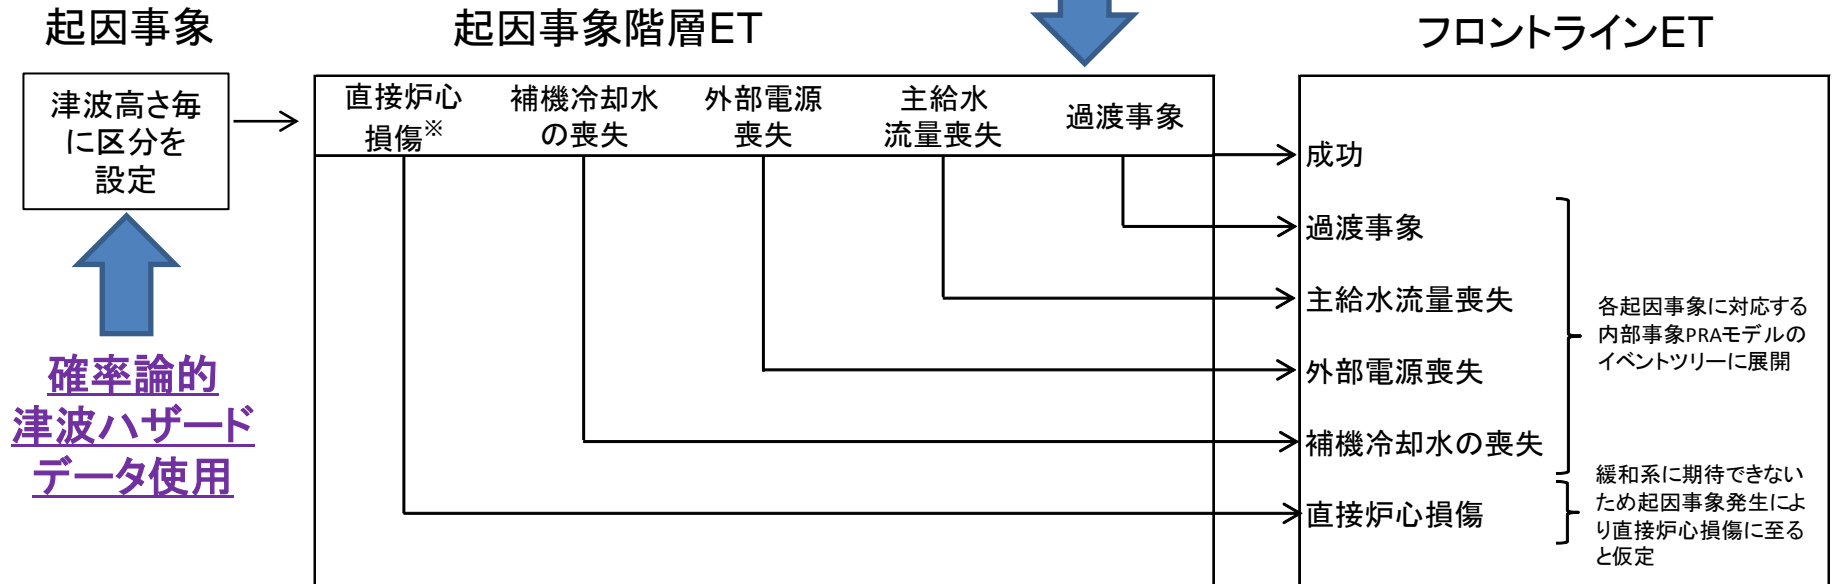 起因事象
起因事象階層ET
フロントラインET
津波高さ毎
に区分を
設定
直接炉心
損傷※
補機冷却水
の喪失
外部電源
喪失
主給水
流量喪失
過渡事象
成功
過渡事象
主給水流量喪失
外部電源喪失
補機冷却水の喪失
直接炉心損傷
各起因事象に対応する
内部事象PRAモデルの
イベントツリーに展開
緩和系に期待できない
ため起因事象発生によ
り直接炉心損傷に至る
と仮定
確率論的
津波ハザード
データ使用